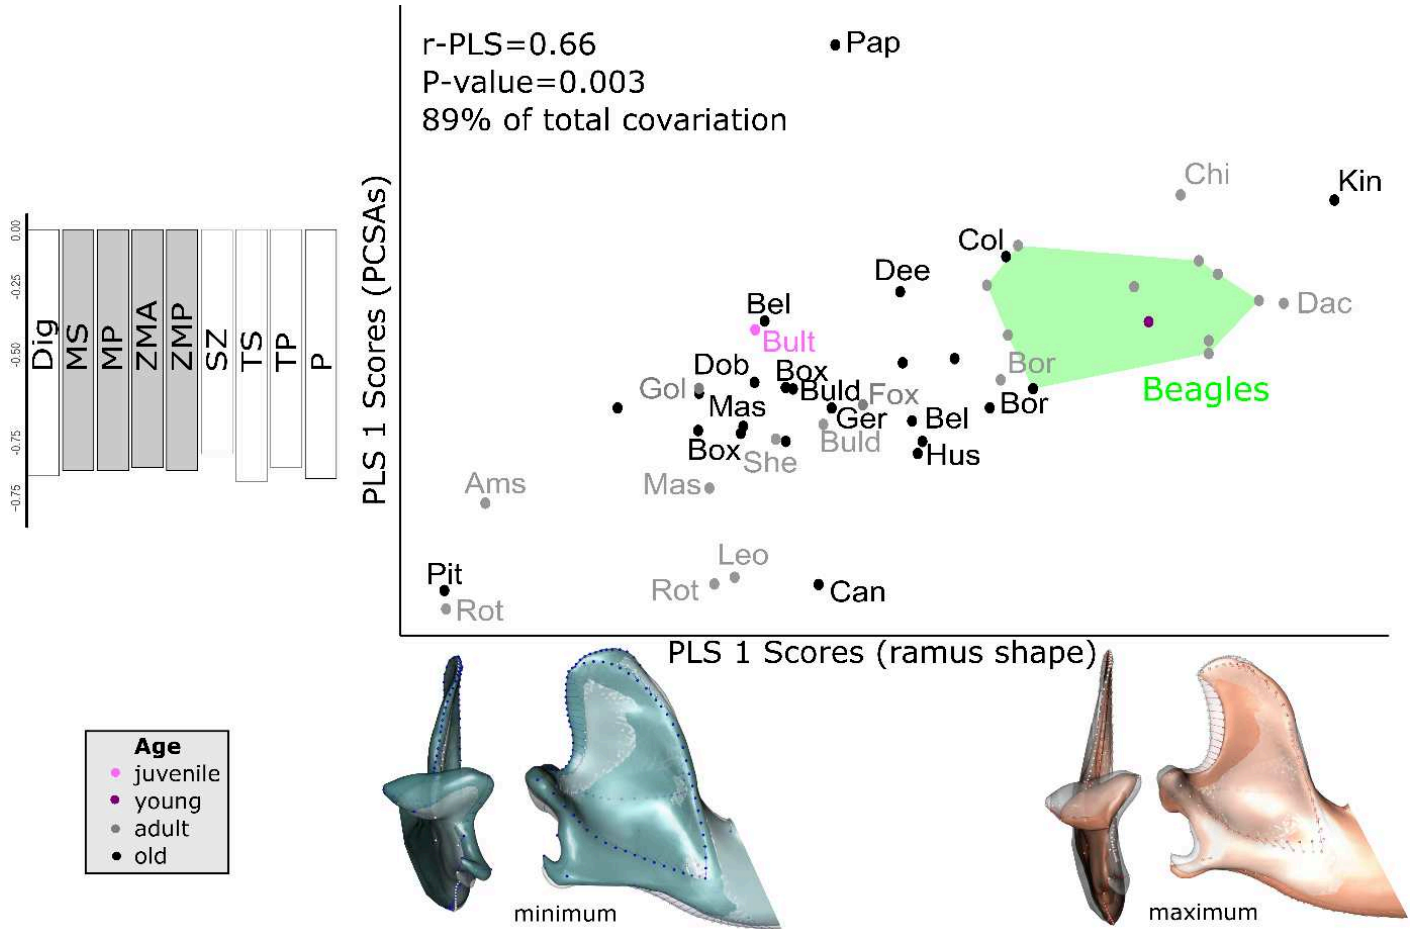 r-PLS=0.66
P-value=0.003
89% of total covariation
Pap
Chi
Kin
Col
Dee
Dac
Bel
Bult
Beagles
Dob
Box
Bor
Gol
Buld
Fox
Mas
Ger
Bel
Bor
Box
She
Buld
Hus
Ams
Mas
Leo
Pit
Rot
Can
Rot
PLS 1 Scores (PCSAs)
0.00
-0.25
-0.50
-0.75
-0.75
Dig
MS
MP
ZMA
ZMP
SZ
TS
TP
P
PLS 1 Scores (ramus shape)
Age
juvenile
young
adult
old
minimum
maximum